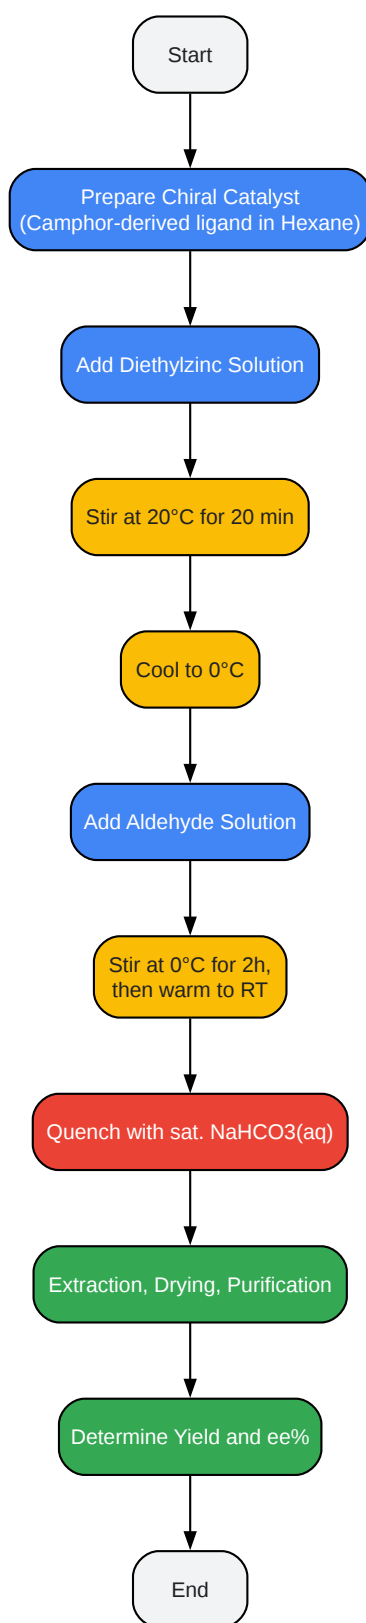 Start
Prepare Chiral Catalyst
(Camphor-derived ligand in Hexane)
Add Diethylzinc Solution
Stir at 20°C for 20 min
Cool to 0°C
Add Aldehyde Solution
Stir at 0°C for 2h,
then warm to RT
Quench with sat. NaHCO3(aq)
Extraction, Drying, Purification
Determine Yield and ee%
End